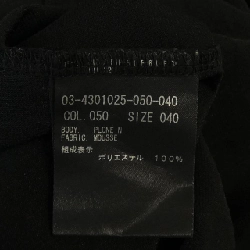 03-4301025-050-040
COL. 050 SIZE 040
BODY. PLONE N
FABRIC. MOUSSE
組成表示
ポリエステル 100%